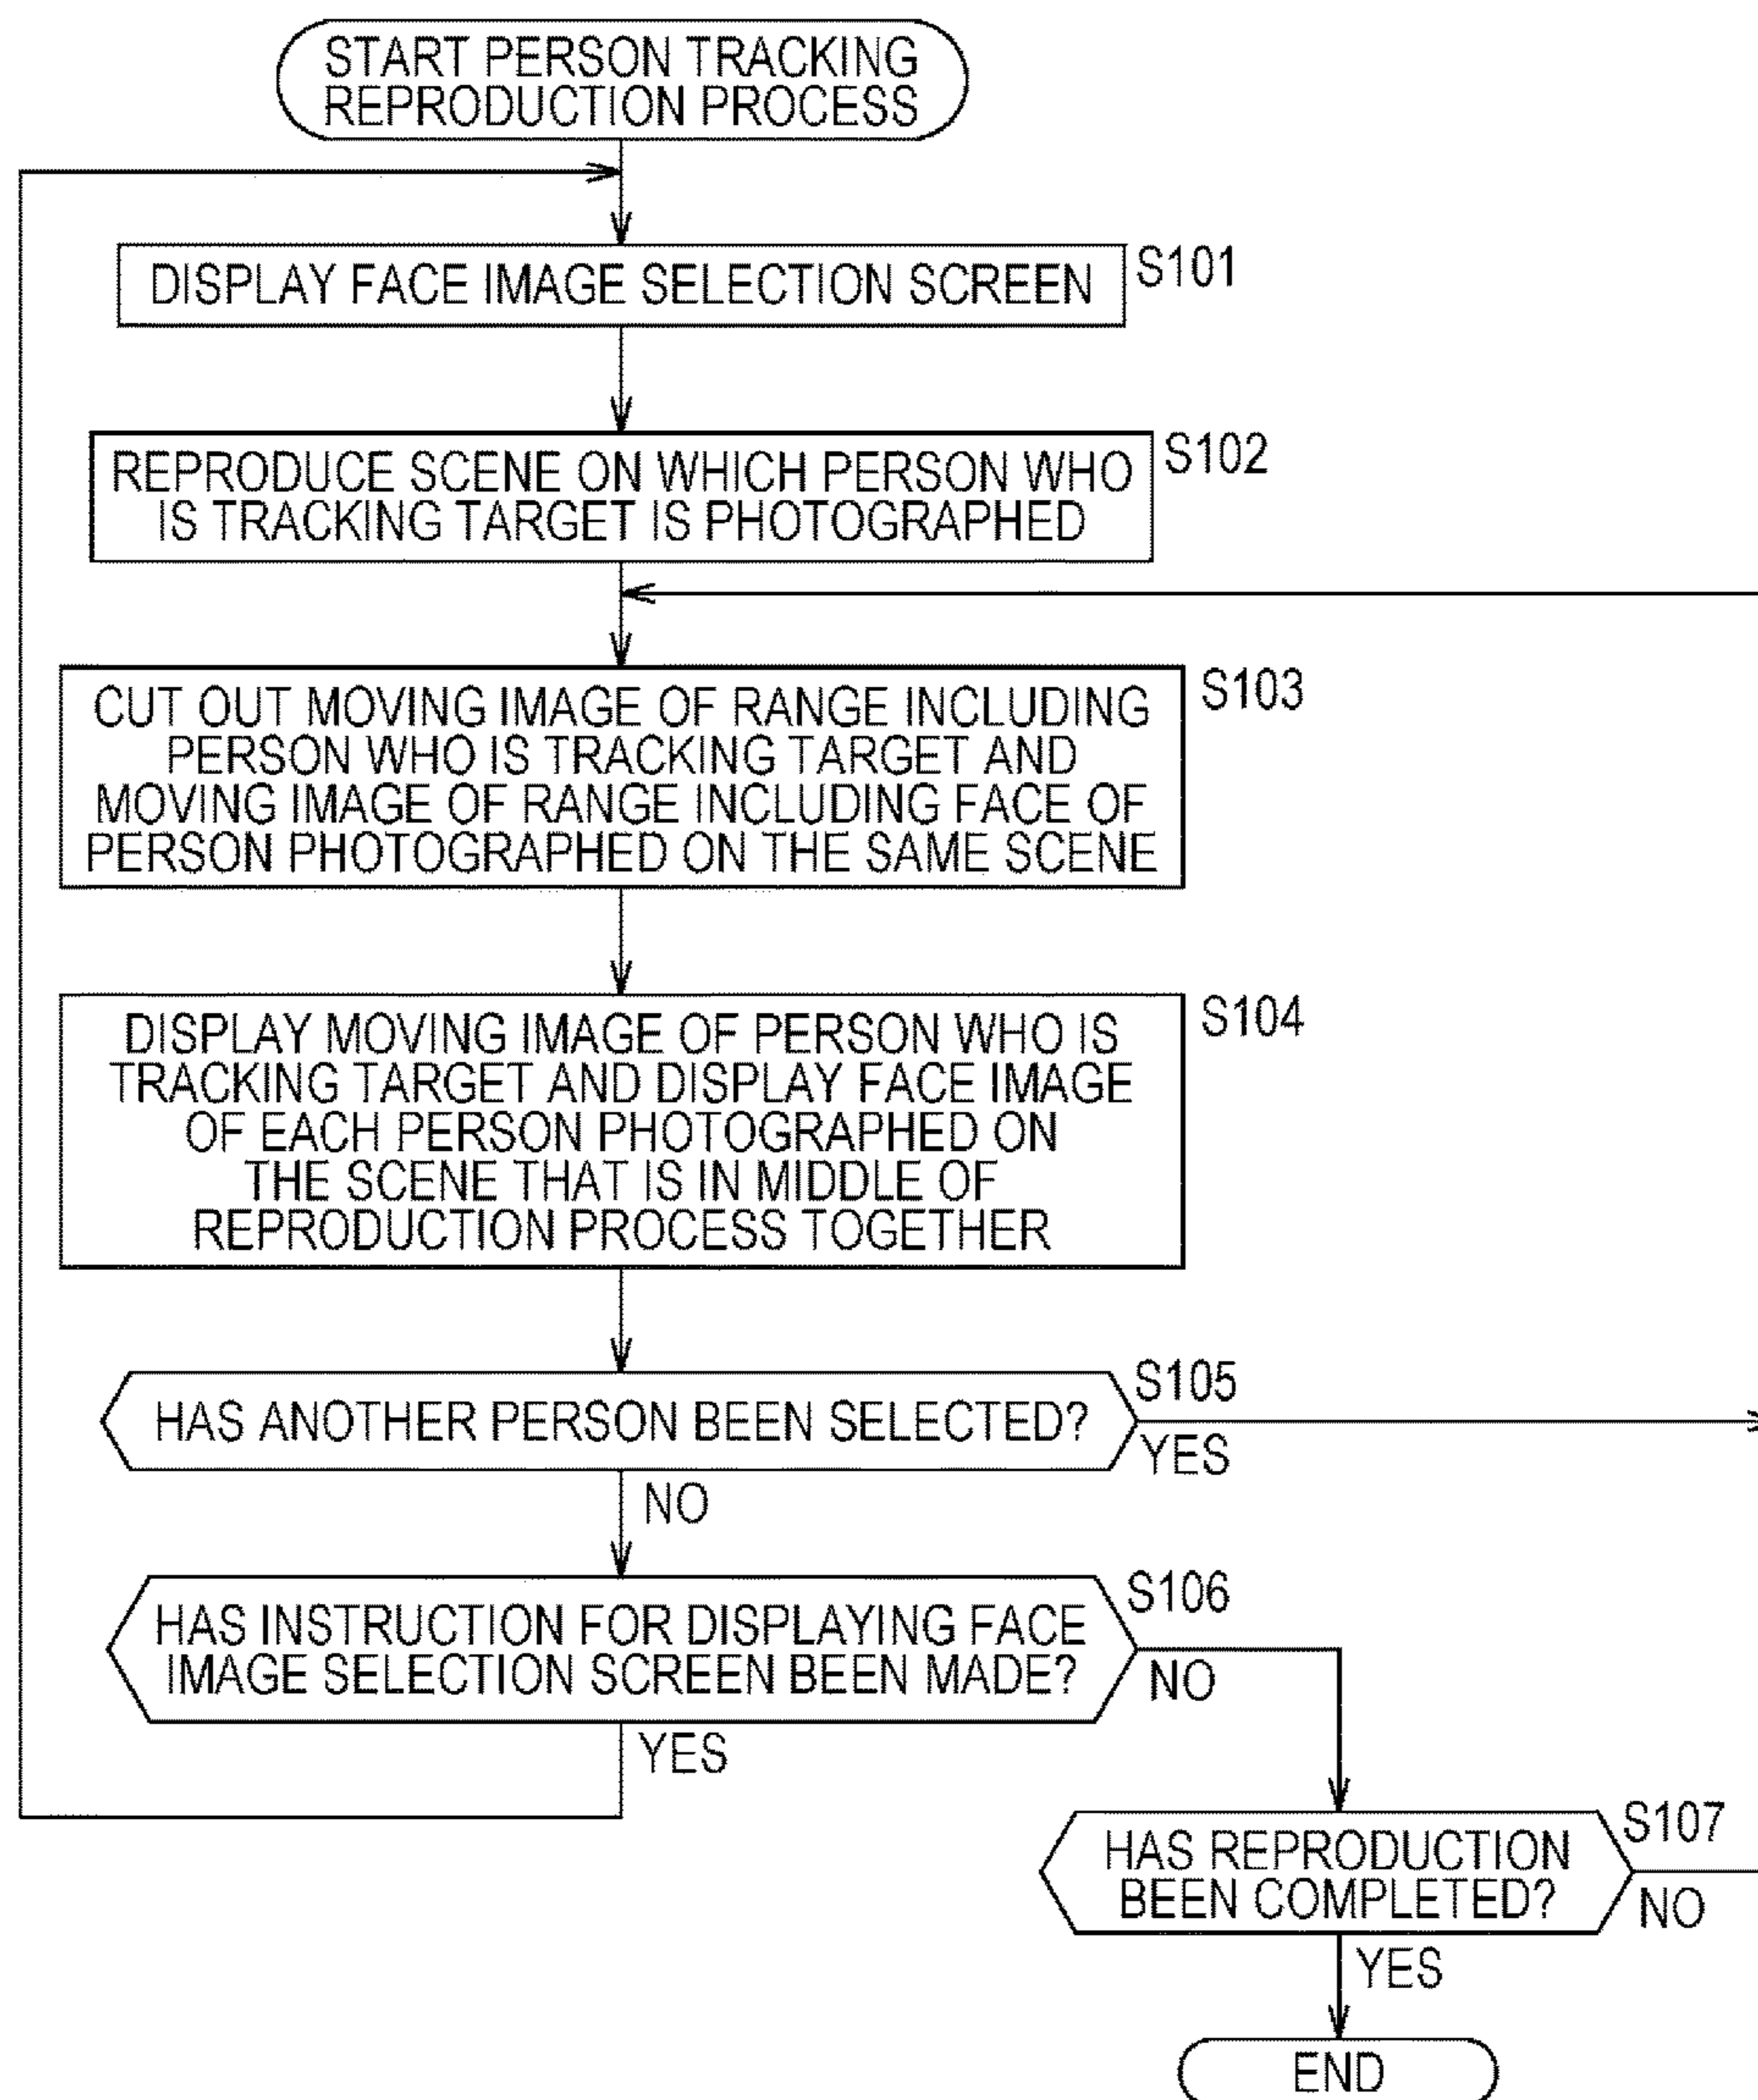 START PERSON TRACKING
REPRODUCTION PROCESS
DISPLAY FACE IMAGE SELECTION SCREEN
S101
REPRODUCE SCENE ON WHICH PERSON WHO
IS TRACKING TARGET IS PHOTOGRAPHED
S102
CUT OUT MOVING IMAGE OF RANGE INCLUDING
PERSON WHO IS TRACKING TARGET AND
MOVING IMAGE OF RANGE INCLUDING FACE OF
PERSON PHOTOGRAPHED ON THE SAME SCENE
S103
DISPLAY MOVING IMAGE OF PERSON WHO IS
TRACKING TARGET AND DISPLAY FACE IMAGE
OF EACH PERSON PHOTOGRAPHED ON
THE SCENE THAT IS IN MIDDLE OF
REPRODUCTION PROCESS TOGETHER
S104
HAS ANOTHER PERSON BEEN SELECTED?
S105
YES
NO
HAS INSTRUCTION FOR DISPLAYING FACE
IMAGE SELECTION SCREEN BEEN MADE?
S106
NO
YES
HAS REPRODUCTION
BEEN COMPLETED?
S107
NO
YES
END